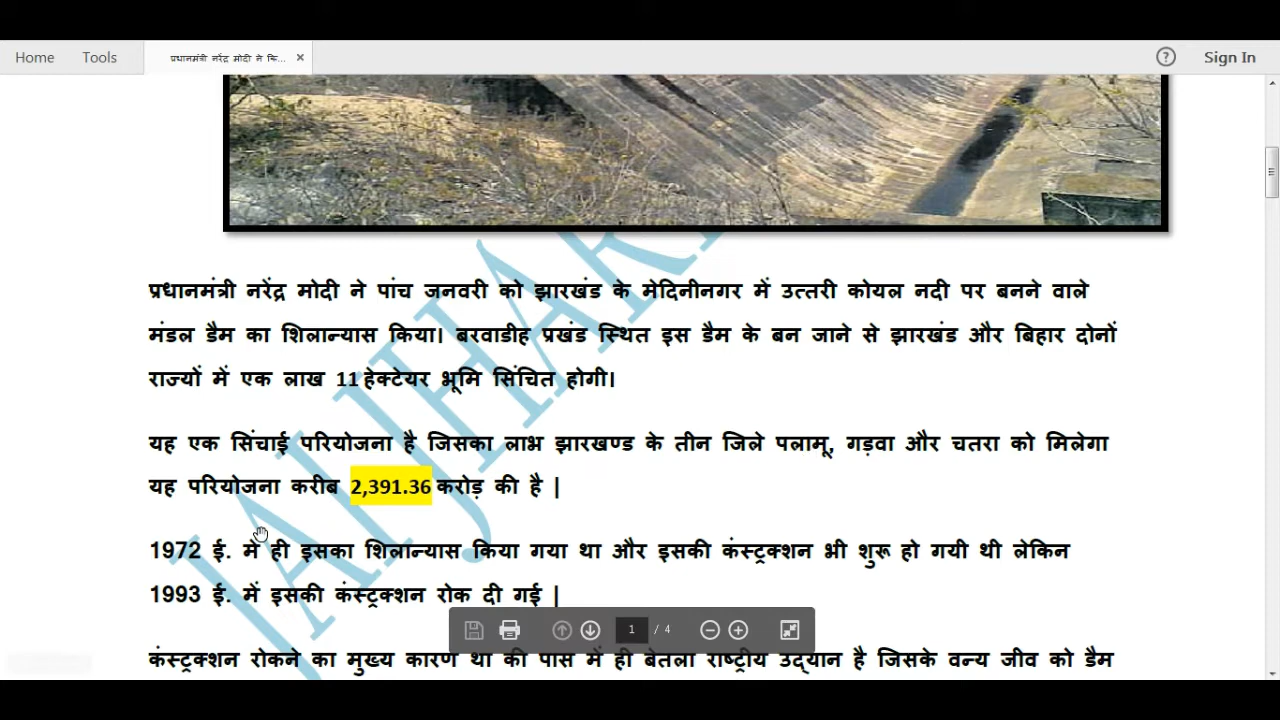 Home Tools प्रधानमंत्री नरेंद्र मोदी ने कि... × ? Sign In
प्रधानमंत्री नरेंद्र मोदी ने पांच जनवरी को झारखंड के मेदिनीनगर में उत्तरी कोयल नदी पर बनने वाले
मंडल डैम का शिलान्यास किया। बरवाडीह प्रखंड स्थित इस डैम के बन जाने से झारखंड और बिहार दोनों
राज्यों में एक लाख 11 हेक्टेयर भूमि सिंचित होगी।
यह एक सिंचाई परियोजना है जिसका लाभ झारखण्ड के तीन जिले पलामू, गड़वा और चतरा को मिलेगा
यह परियोजना करीब 2,391.36 करोड़ की है |
1972 ई. में ही इसका शिलान्यास किया गया था और इसकी कंस्ट्रक्शन भी शुरू हो गयी थी लेकिन
1993 ई. में इसकी कंस्ट्रक्शन रोक दी गई |
1 / 4
कंस्ट्रक्शन रोकने का मुख्य कारण था की पास में ही बेतला राष्ट्रीय उद्यान है जिसके वन्य जीव को डैम